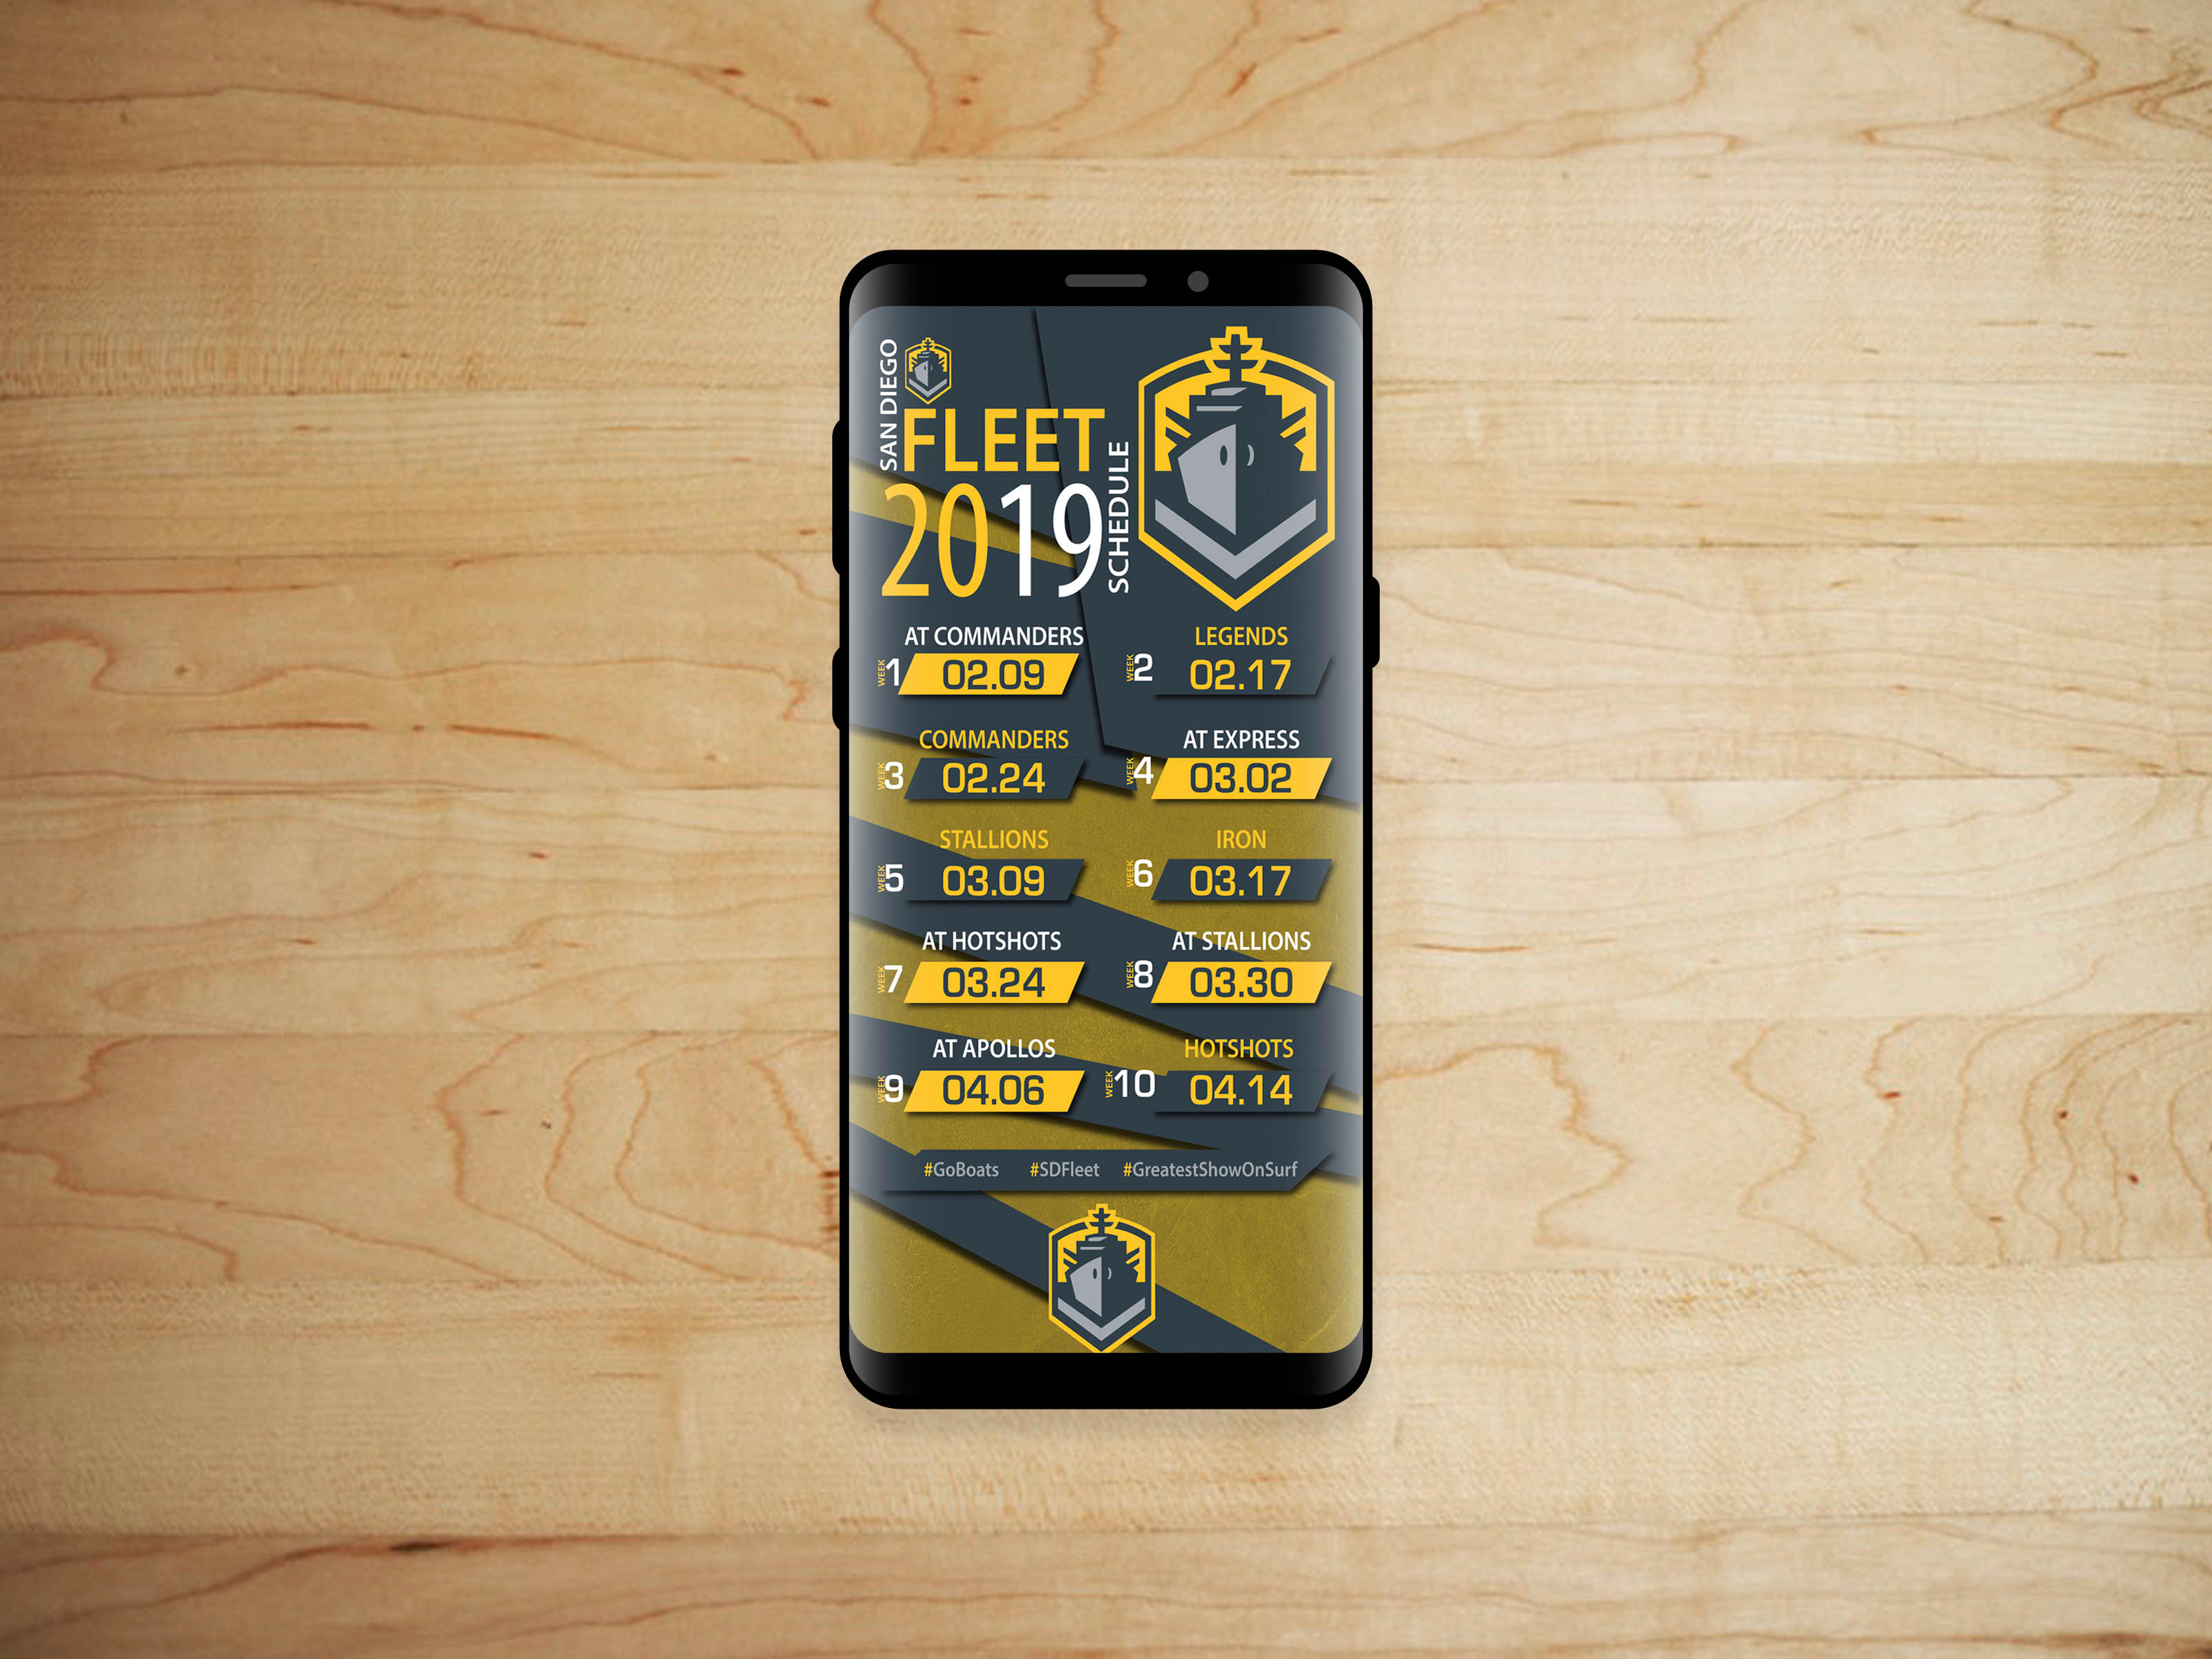 SAN DIEGO
FLEET
2019
SCHEDULE
AT COMMANDERS
WEEK 1 02.09
LEGENDS
WEEK 2 02.17
COMMANDERS
WEEK 3 02.24
AT EXPRESS
WEEK 4 03.02
STALLIONS
WEEK 5 03.09
IRON
WEEK 6 03.17
AT HOTSHOTS
WEEK 7 03.24
AT STALLIONS
WEEK 8 03.30
AT APOLLOS
WEEK 9 04.06
HOTSHOTS
WEEK 10 04.14
#GoBoats #SDFleet #GreatestShowOnSurf